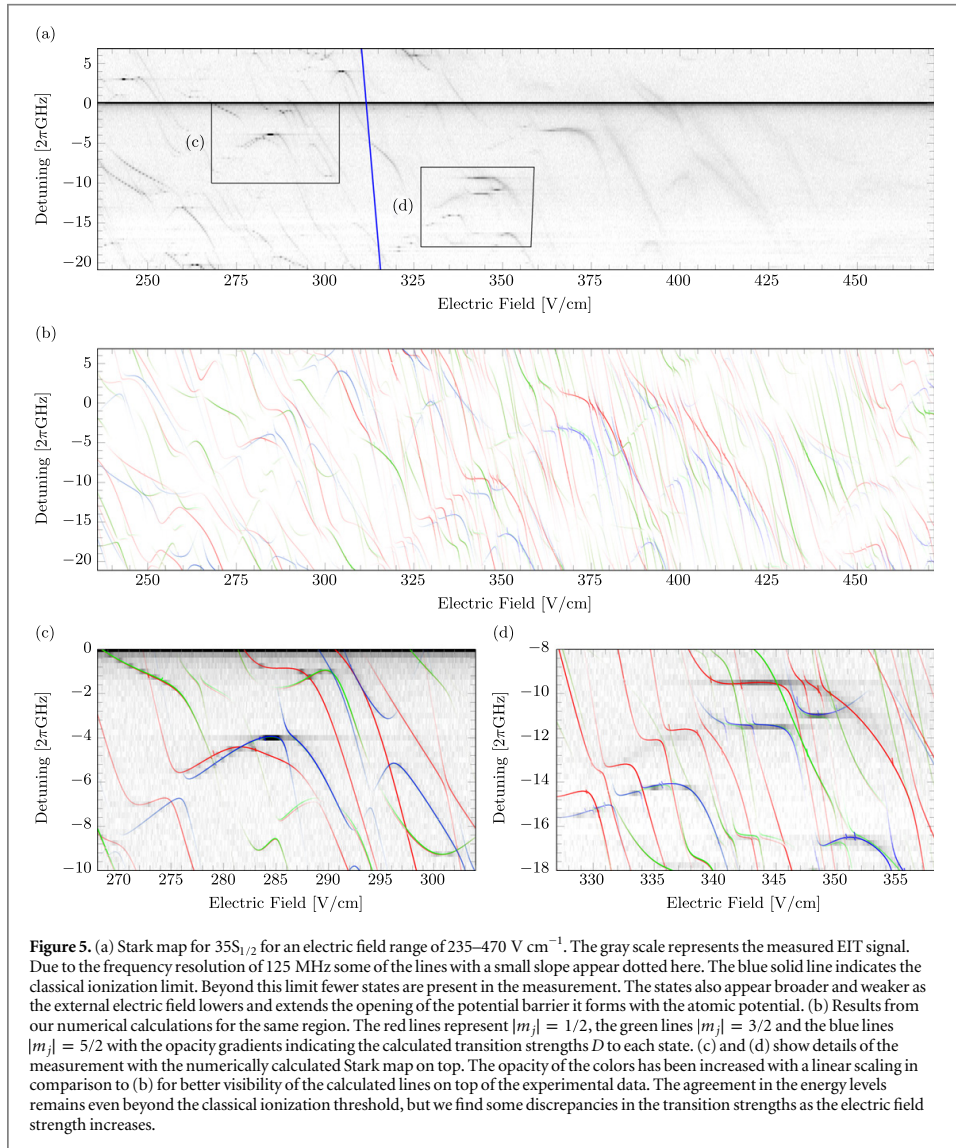 (a)
5
0
−5
−10
−15
−20
Detuning [2πGHz]
(c)
(d)
250
275
300
325
350
375
400
425
450
Electric Field [V/cm]
(b)
5
0
−5
−10
−15
−20
Detuning [2πGHz]
250
275
300
325
350
375
400
425
450
Electric Field [V/cm]
(c)
0
−2
−4
−6
−8
−10
Detuning [2πGHz]
270
275
280
285
290
295
300
Electric Field [V/cm]
(d)
−8
−10
−12
−14
−16
−18
Detuning [2πGHz]
330
335
340
345
350
355
Electric Field [V/cm]
Figure 5. (a) Stark map for 35S1/2 for an electric field range of 235–470 V cm−1. The gray scale represents the measured EIT signal.
Due to the frequency resolution of 125 MHz some of the lines with a small slope appear dotted here. The blue solid line indicates the
classical ionization limit. Beyond this limit fewer states are present in the measurement. The states also appear broader and weaker as
the external electric field lowers and extends the opening of the potential barrier it forms with the atomic potential. (b) Results from
our numerical calculations for the same region. The red lines represent |mj| = 1/2, the green lines |mj| = 3/2 and the blue lines
|mj| = 5/2 with the opacity gradients indicating the calculated transition strengths D to each state. (c) and (d) show details of the
measurement with the numerically calculated Stark map on top. The opacity of the colors has been increased with a linear scaling in
comparison to (b) for better visibility of the calculated lines on top of the experimental data. The agreement in the energy levels
remains even beyond the classical ionization threshold, but we find some discrepancies in the transition strengths as the electric field
strength increases.